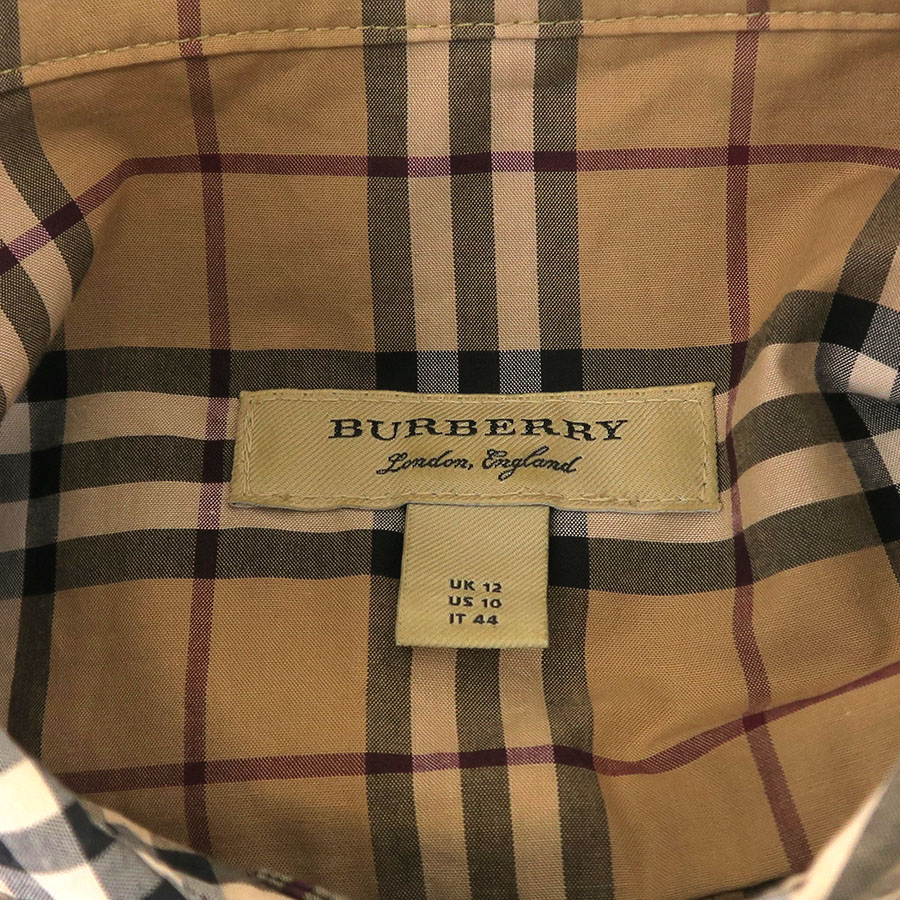 BURBERRY
London, England
UK 12
US 10
IT 44